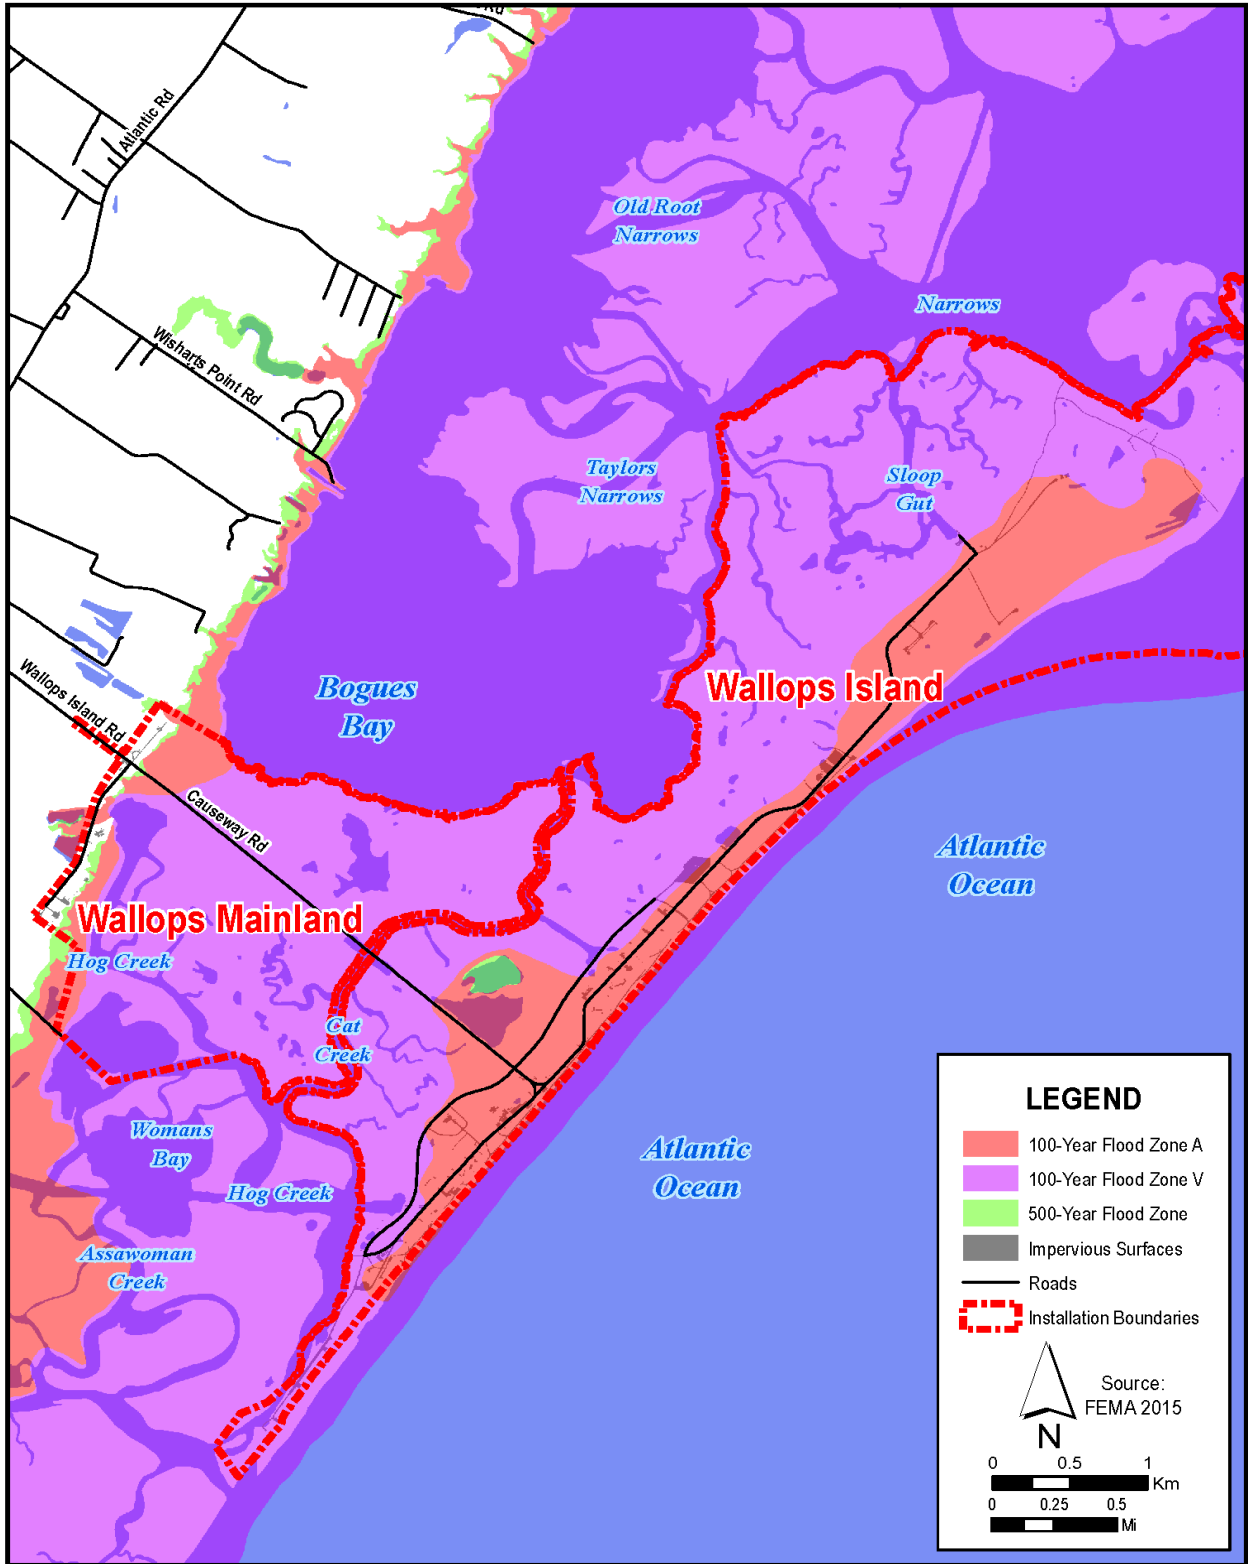 Rd
Atlantic Rd
Old Root
Narrows
Narrows
Wisharts Point Rd
Taylors
Narrows
Sloop
Gut
Wallops Island Rd
Bogues
Bay
Wallops Island
Causeway Rd
Atlantic
Ocean
Wallops Mainland
Hog Creek
Cat
Creek
Womans
Bay
Hog Creek
Atlantic
Ocean
Assawoman
Creek
LEGEND
100-Year Flood Zone A
100-Year Flood Zone V
500-Year Flood Zone
Impervious Surfaces
Roads
Installation Boundaries
Source:
FEMA 2015
N
0 0.5 1
Km
0 0.25 0.5
Mi